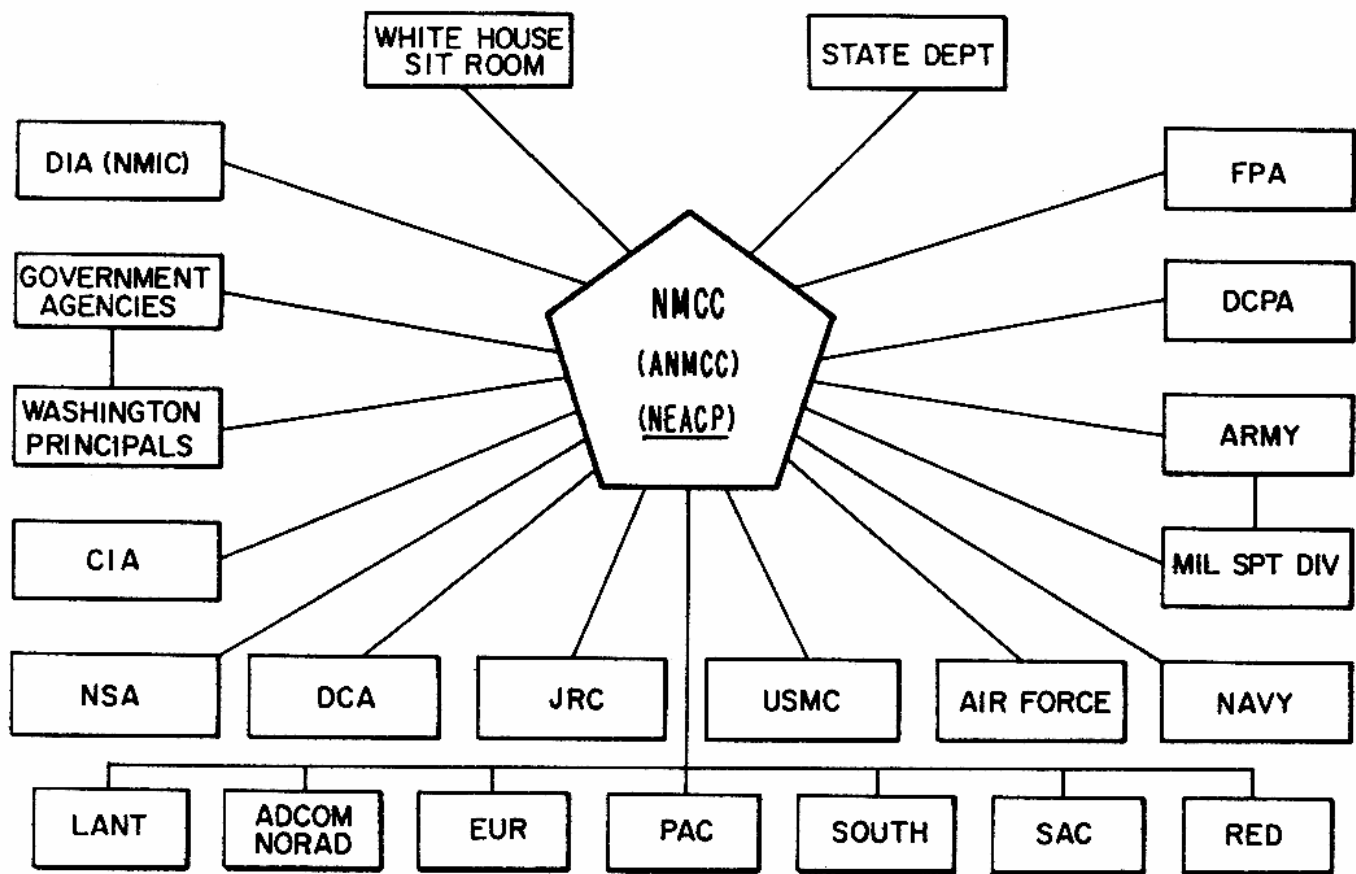 WHITE HOUSE
SIT ROOM
STATE DEPT
DIA (NMIC)
FPA
GOVERNMENT
AGENCIES
DCPA
NMCC
(ANMCC)
(NEACP)
WASHINGTON
PRINCIPALS
ARMY
CIA
MIL SPT DIV
NSA
DCA
JRC
USMC
AIR FORCE
NAVY
LANT
ADCOM
NORAD
EUR
PAC
SOUTH
SAC
RED